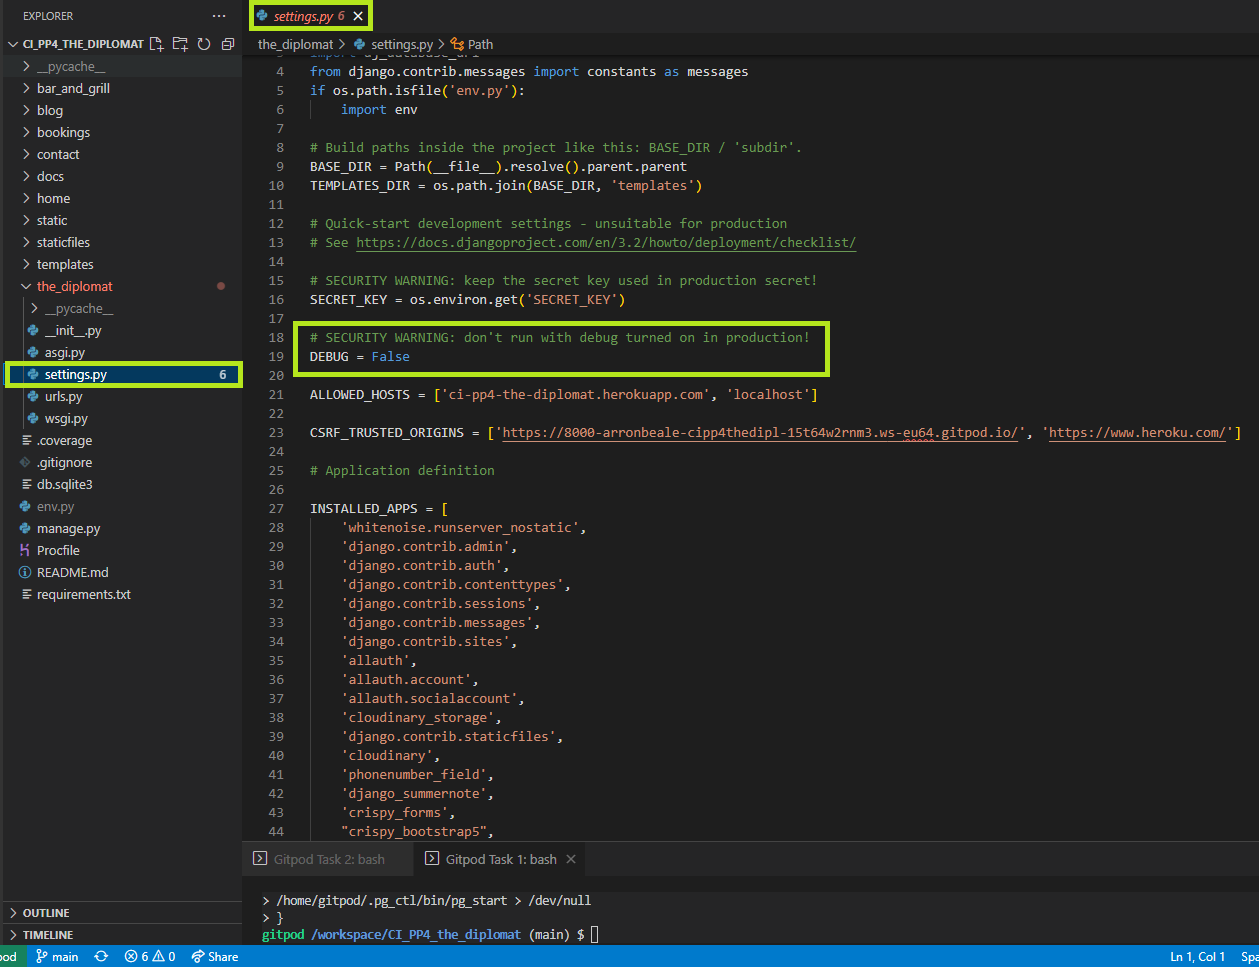 EXPLORER
CI_PP4_THE_DIPLOMAT
__pycache__
bar_and_grill
blog
bookings
contact
docs
home
static
staticfiles
templates
the_diplomat
__pycache__
__init__.py
asgi.py
settings.py 6
urls.py
wsgi.py
.coverage
.gitignore
db.sqlite3
env.py
manage.py
Procfile
README.md
requirements.txt
OUTLINE
TIMELINE
settings.py 6
the_diplomat > settings.py > Path
4 from django.contrib.messages import constants as messages
5 if os.path.isfile('env.py'):
6 import env
7
8 # Build paths inside the project like this: BASE_DIR / 'subdir'.
9 BASE_DIR = Path(__file__).resolve().parent.parent
10 TEMPLATES_DIR = os.path.join(BASE_DIR, 'templates')
11
12 # Quick-start development settings - unsuitable for production
13 # See https://docs.djangoproject.com/en/3.2/howto/deployment/checklist/
14
15 # SECURITY WARNING: keep the secret key used in production secret!
16 SECRET_KEY = os.environ.get('SECRET_KEY')
17
18 # SECURITY WARNING: don't run with debug turned on in production!
19 DEBUG = False
20
21 ALLOWED_HOSTS = ['ci-pp4-the-diplomat.herokuapp.com', 'localhost']
22
23 CSRF_TRUSTED_ORIGINS = ['https://8000-arronbeale-cipp4thedipl-15t64w2rnm3.ws-eu64.gitpod.io/', 'https://www.heroku.com/']
24
25 # Application definition
26
27 INSTALLED_APPS = [
28 'whitenoise.runserver_nostatic',
29 'django.contrib.admin',
30 'django.contrib.auth',
31 'django.contrib.contenttypes',
32 'django.contrib.sessions',
33 'django.contrib.messages',
34 'django.contrib.sites',
35 'allauth',
36 'allauth.account',
37 'allauth.socialaccount',
38 'cloudinary_storage',
39 'django.contrib.staticfiles',
40 'cloudinary',
41 'phonenumber_field',
42 'django_summernote',
43 'crispy_forms',
44 "crispy_bootstrap5",
Gitpod Task 2: bash Gitpod Task 1: bash
> /home/gitpod/.pg_ctl/bin/pg_start > /dev/null
> }
gitpod /workspace/CI_PP4_the_diplomat (main) $
pod main 6 0 Share Ln 1, Col 1 Spa